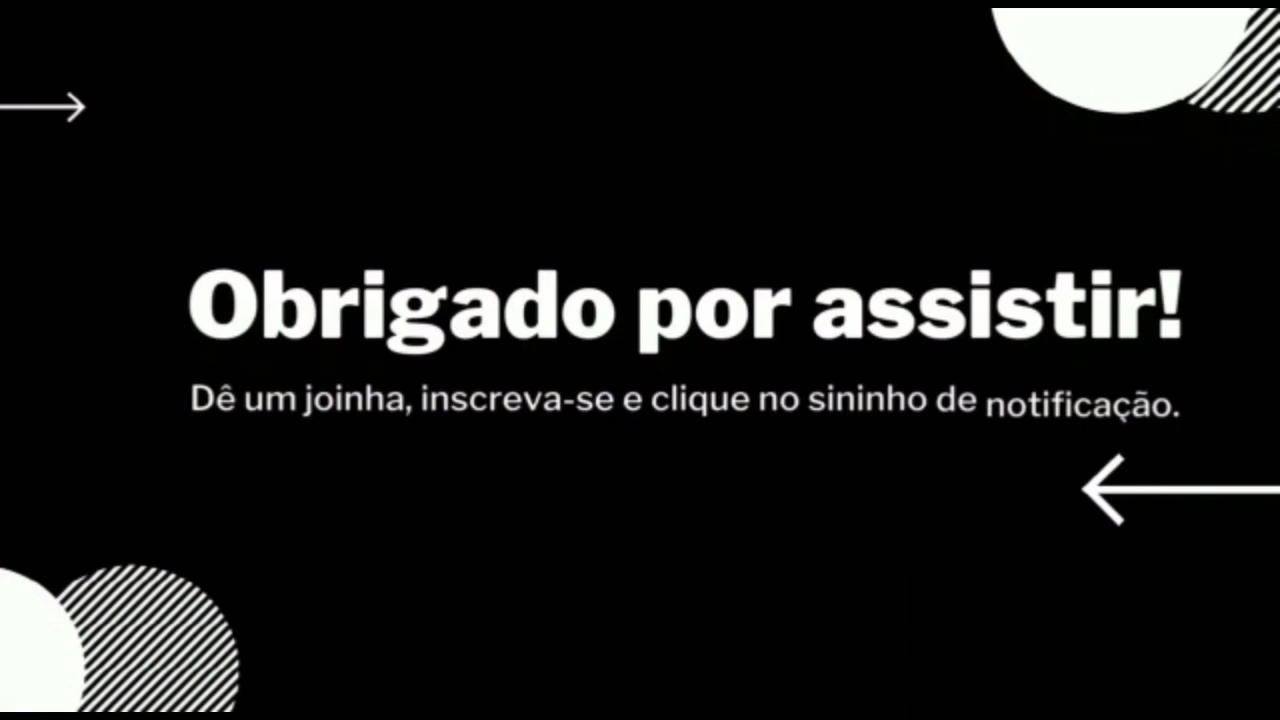 Obrigado por assistir!
Dê um joinha, inscreva-se e clique no sininho de notificação.